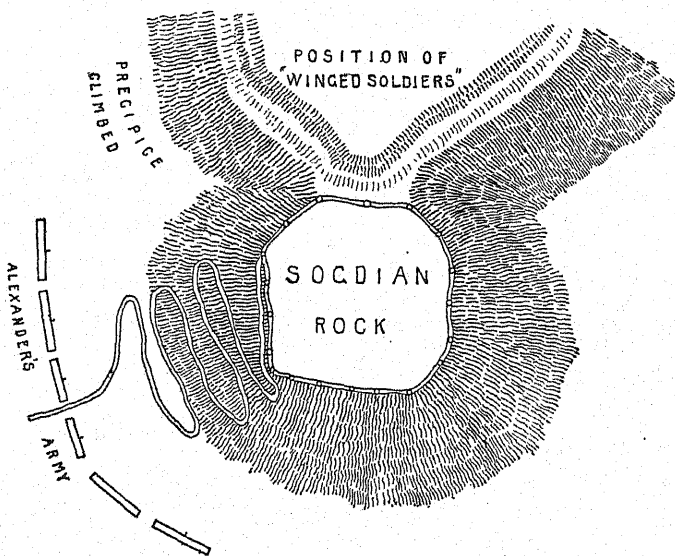 POSITION OF
"WINGED SOLDIERS"
PRECIPICE
CLIMBED
SOGDIAN
ROCK
ALEXANDER'S
ARMY